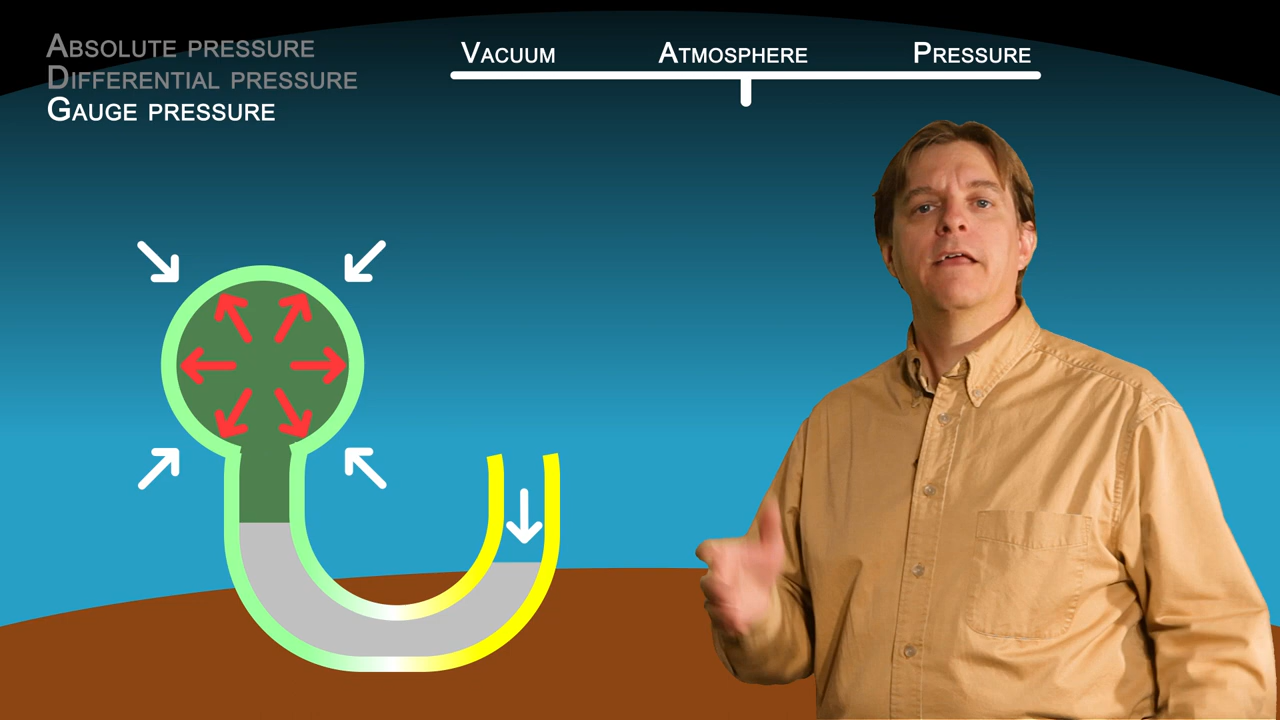 Absolute pressure
Differential pressure
Gauge pressure
Vacuum Atmosphere Pressure